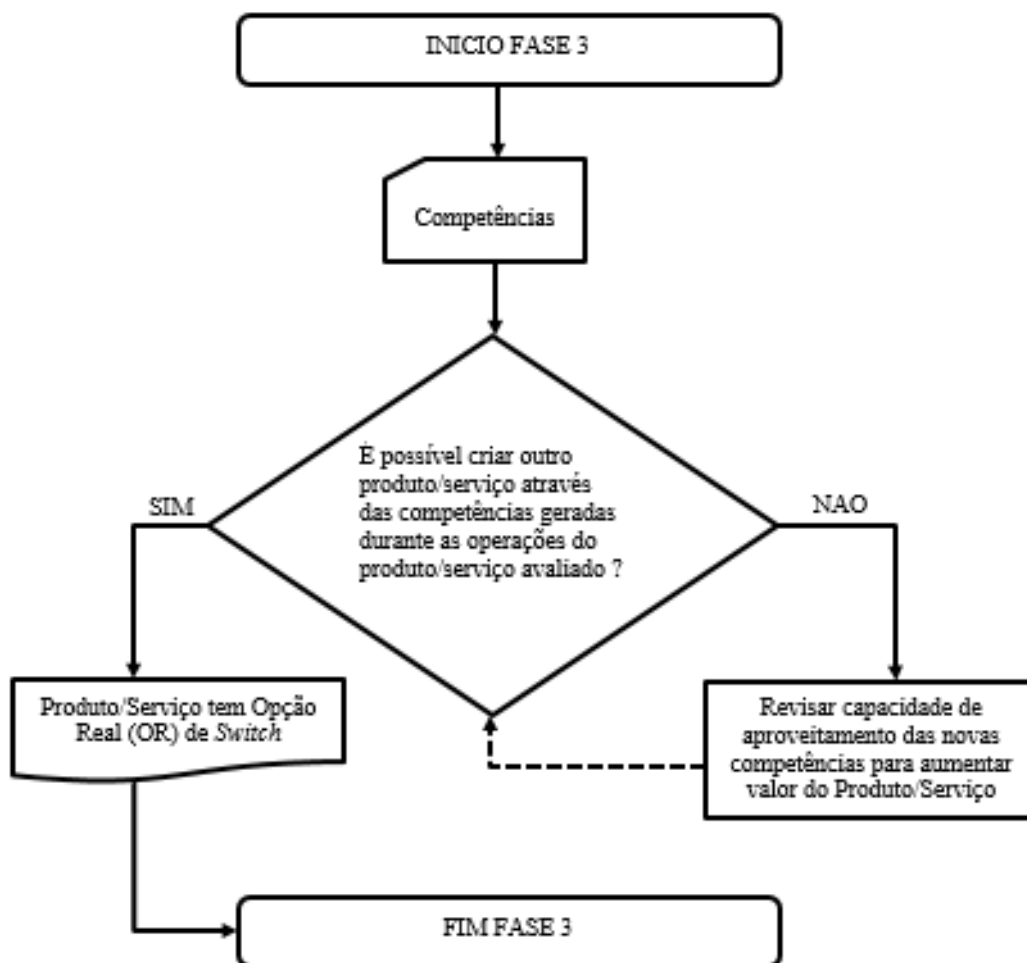 INICIO FASE 3
Competências
É possível criar outro
produto/serviço através
das competências geradas
durante as operações do
produto/serviço avaliado ?
SIM
NAO
Produto/Serviço tem Opção
Real (OR) de Switch
Revisar capacidade de
aproveitamento das novas
competências para aumentar
valor do Produto/Serviço
FIM FASE 3